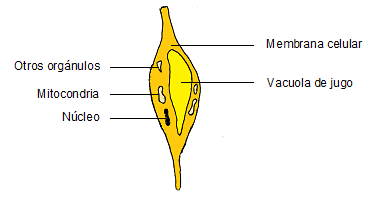 Membrana celular
Otros orgánulos
Vacuola de jugo
Mitocondria
Núcleo